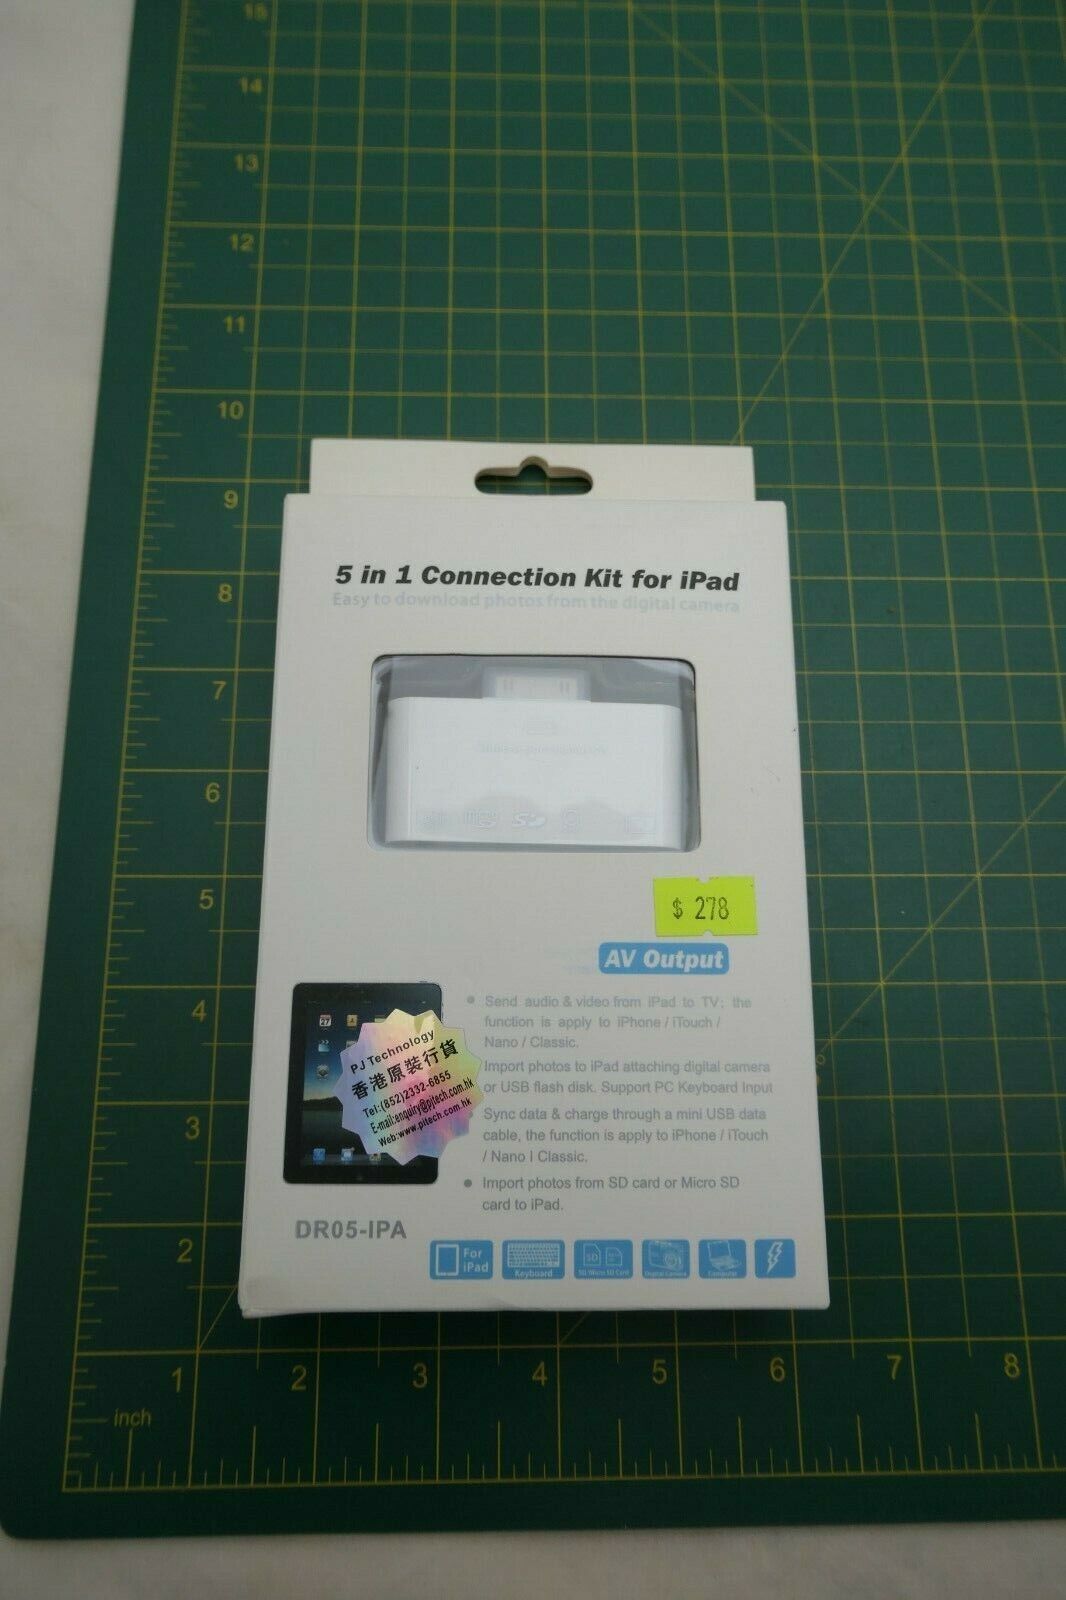 15
14
13
12
11
10
9
8
7
6
5
4
3
2
5 in 1 Connection Kit for iPad
Easy to download photos from the digital camera
SD
$ 278
AV Output
Send audio & video from iPad to TV; the
function is apply to iPhone / iTouch /
Nano / Classic.
Import photos to iPad attaching digital camera
or USB flash disk. Support PC Keyboard Input
Sync data & charge through a mini USB data
cable, the function is apply to iPhone / iTouch
/ Nano I Classic.
Import photos from SD card or Micro SD
card to iPad.
27
PJ Technology
香港原裝行貨
Tel:(852)2332-6855
E-mail:enquiry@pjtech.com.hk
Web:www.pjtech.com.hk
DR05-IPA
For
iPad
Keyboard
SD
SD/Micro SD Card
Digital Camera
Computer
1 2 3 4 5 6 7 8
inch